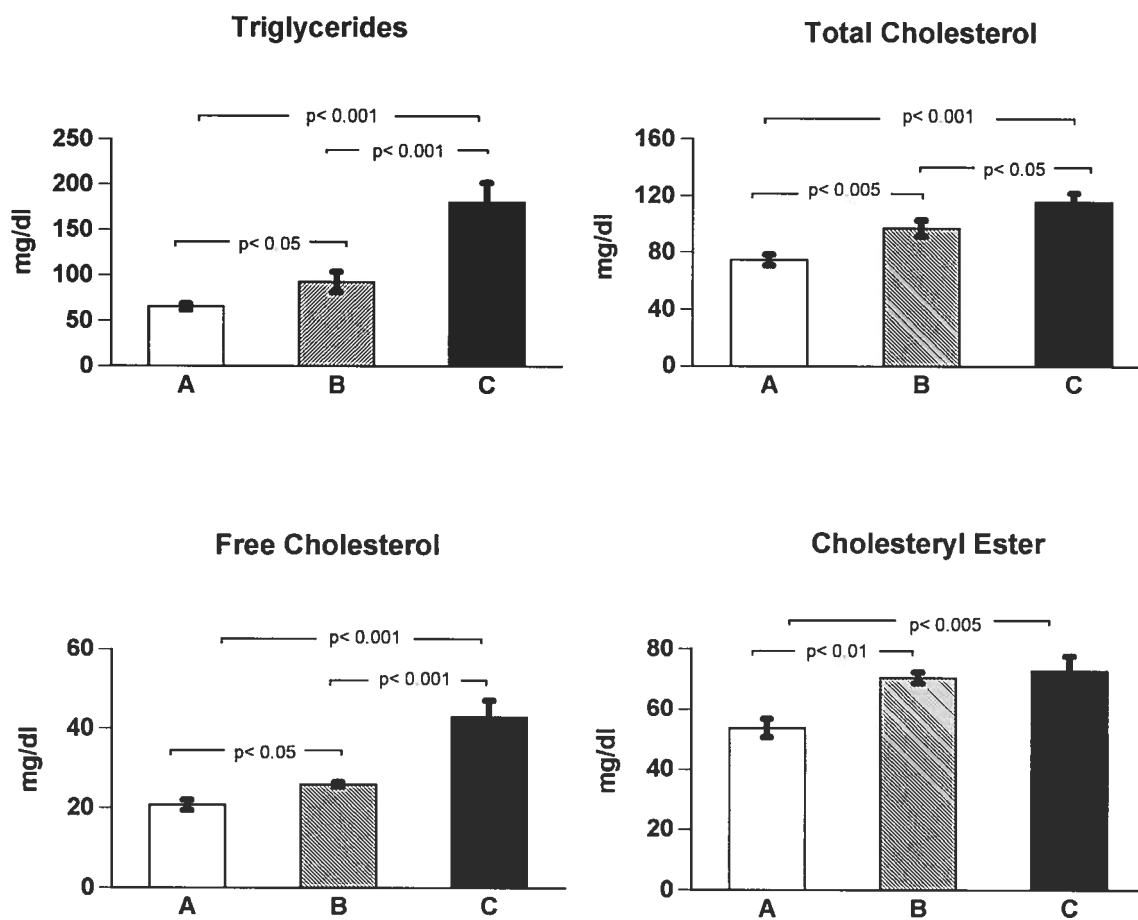 Triglycerides
p< 0.001
250
p< 0.001
200
150
mg/dl
p< 0.05
100
50
0
A B C
Total Cholesterol
p< 0.001
160
p< 0.05
p< 0.005
120
mg/dl
80
40
0
A B C
Free Cholesterol
p< 0.001
60
p< 0.001
40
mg/dl
p< 0.05
20
0
A B C
Cholesteryl Ester
p< 0.005
p< 0.01
80
60
mg/dl
40
20
0
A B C